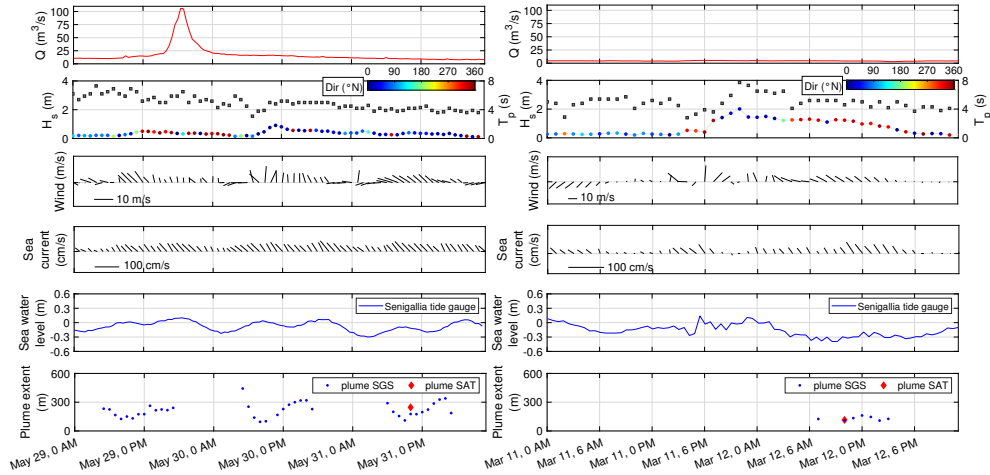 100
75
50
25
0
Q (m³/s)
100
75
50
25
0
Q (m³/s)
Dir (°N)
0 90 180 270 360
4
2
0
H_s (m)
8
4
0
T_p (s)
Dir (°N)
0 90 180 270 360
4
2
0
H_s (m)
8
4
0
T_p (s)
Wind (m/s)
10 m/s
Wind (m/s)
10 m/s
Sea
current
(cm/s)
100 cm/s
Sea
current
(cm/s)
100 cm/s
0.6
0.3
0
-0.3
-0.6
Sea water
level (m)
Senigallia tide gauge
0.6
0.3
0
-0.3
-0.6
Sea water
level (m)
Senigallia tide gauge
600
300
0
Plume extent
(m)
plume SGS plume SAT
600
300
0
Plume extent
(m)
plume SGS plume SAT
May 29, 0 AM
May 29, 0 PM
May 30, 0 AM
May 30, 0 PM
May 31, 0 AM
May 31, 0 PM
Mar 11, 0 AM
Mar 11, 6 AM
Mar 11, 0 PM
Mar 11, 6 PM
Mar 12, 0 AM
Mar 12, 6 AM
Mar 12, 0 PM
Mar 12, 6 PM